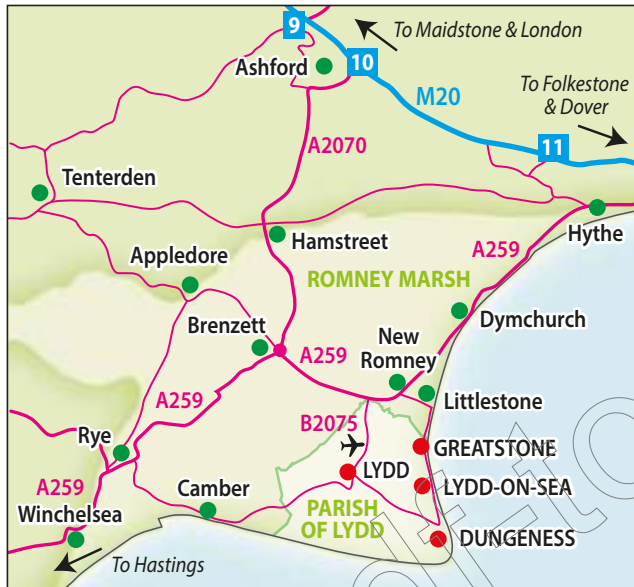 9
To Maidstone & London
Ashford
10
To Folkestone
& Dover
M20
11
A2070
Tenterden
Hythe
Hamstreet
A259
Appledore
ROMNEY MARSH
Dymchurch
Brenzett
New
Romney
A259
A259
Littlestone
B2075
Rye
GREATSTONE
LYDD
LYDD-ON-SEA
A259
Camber
PARISH
OF LYDD
Winchelsea
DUNGENESS
To Hastings